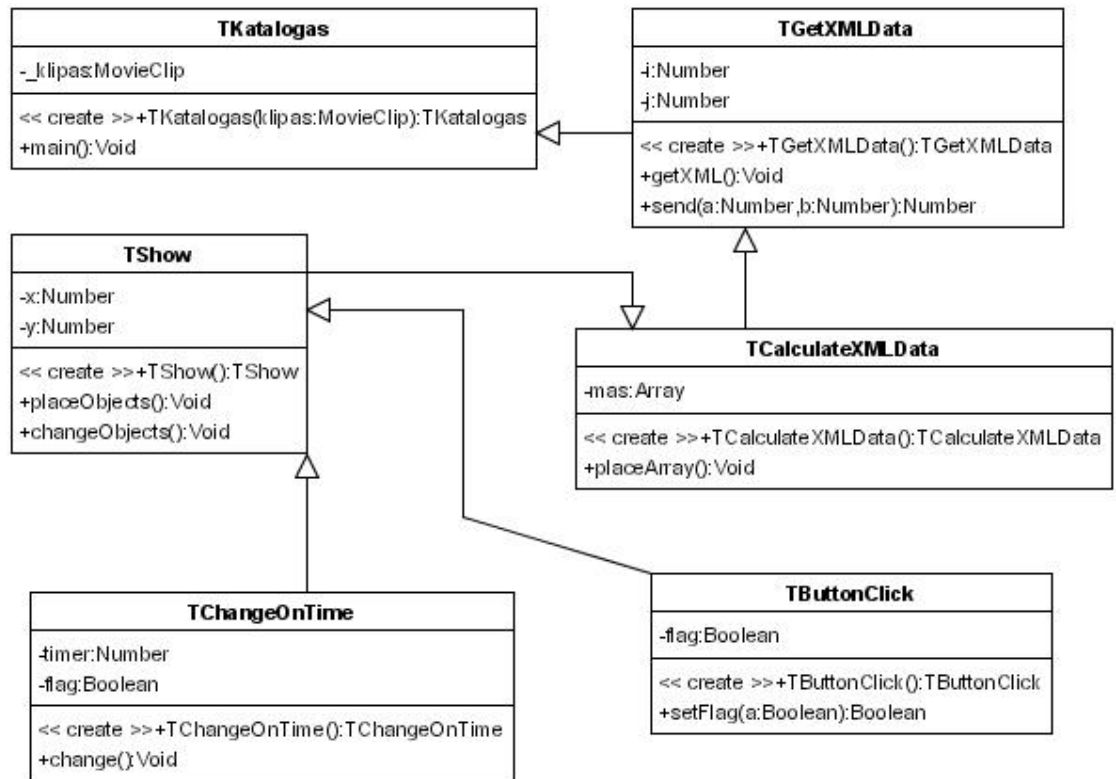 TKatalogas
-_klipas:MovieClip
<< create >>+TKatalogas(klipas:MovieClip):TKatalogas
+main():Void
TGetXMLData
-i:Number
-j:Number
<< create >>+TGetXMLData():TGetXMLData
+getXML():Void
+send(a:Number,b:Number):Number
TShow
-x:Number
-y:Number
<< create >>+TShow():TShow
+placeObjects():Void
+changeObjects():Void
TCalculateXMLData
-mas:Array
<< create >>+TCalculateXMLData():TCalculateXMLData
+placeArray():Void
TChangeOnTime
-timer:Number
-flag:Boolean
<< create >>+TChangeOnTime():TChangeOnTime
+change():Void
TButtonClick
-flag:Boolean
<< create >>+TButtonClick():TButtonClick
+setFlag(a:Boolean):Boolean